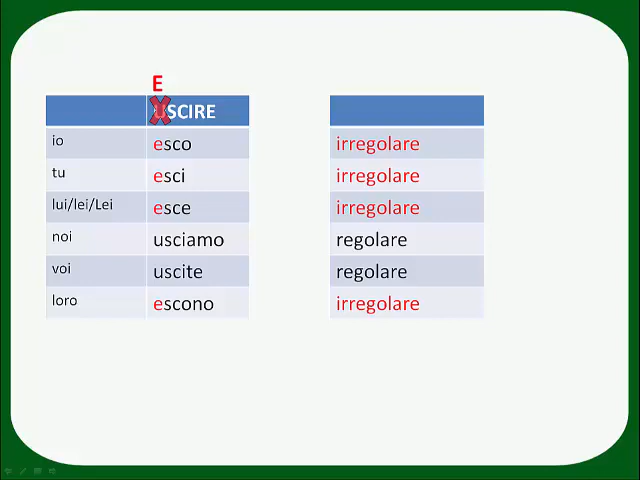 E
USCIRE
io esco irregolare
tu esci irregolare
lui/lei/Lei esce irregolare
noi usciamo regolare
voi uscite regolare
loro escono irregolare